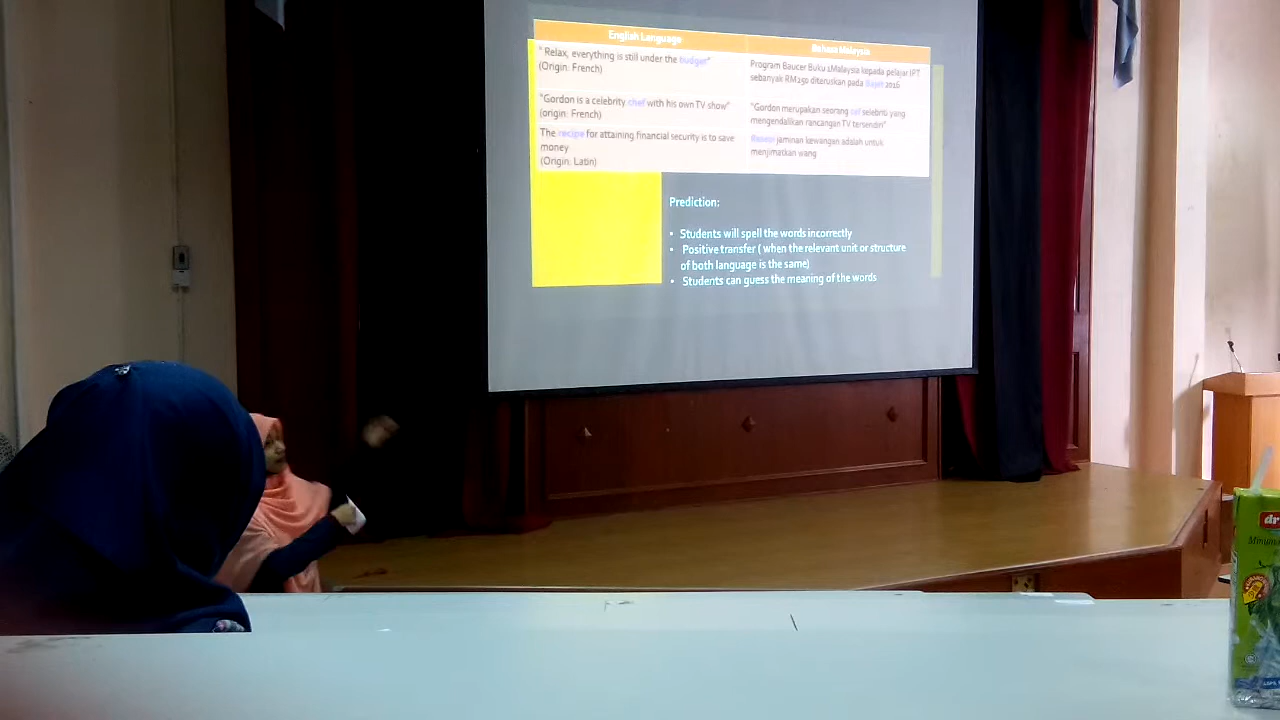 English Language
Bahasa Malaysia
" Relax, everything is still under the budget"
(Origin: French)
Program Baucer Buku 1Malaysia kepada pelajar IPT
sebanyak RM250 diteruskan pada Bajet 2016
"Gordon is a celebrity chef with his own TV show"
(origin: French)
"Gordon merupakan seorang cef selebriti yang
mengendalikan rancangan TV tersendiri"
The recipe for attaining financial security is to save
money
(Origin: Latin)
Resepi jaminan kewangan adalah untuk
menjimatkan wang
Prediction:
• Students will spell the words incorrectly
• Positive transfer ( when the relevant unit or structure
of both language is the same)
• Students can guess the meaning of the words